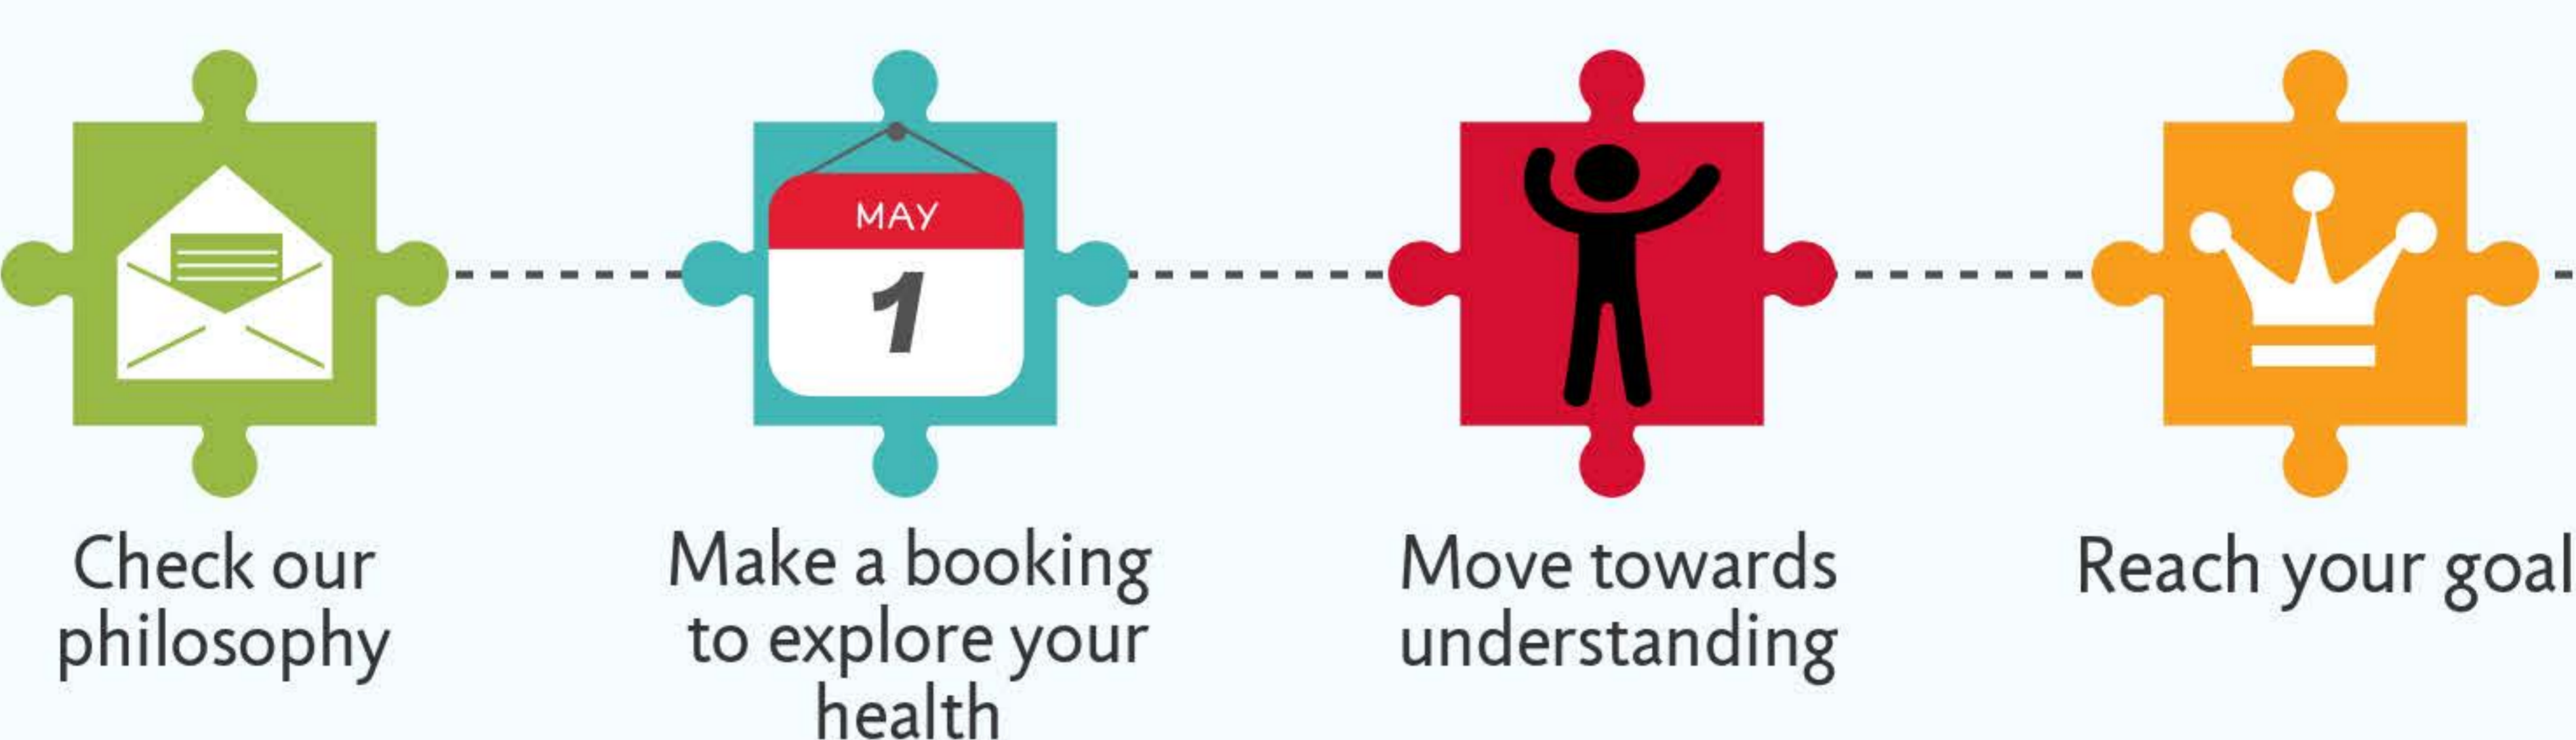 MAY
1
Check our
philosophy
Make a booking
to explore your
health
Move towards
understanding
Reach your goal